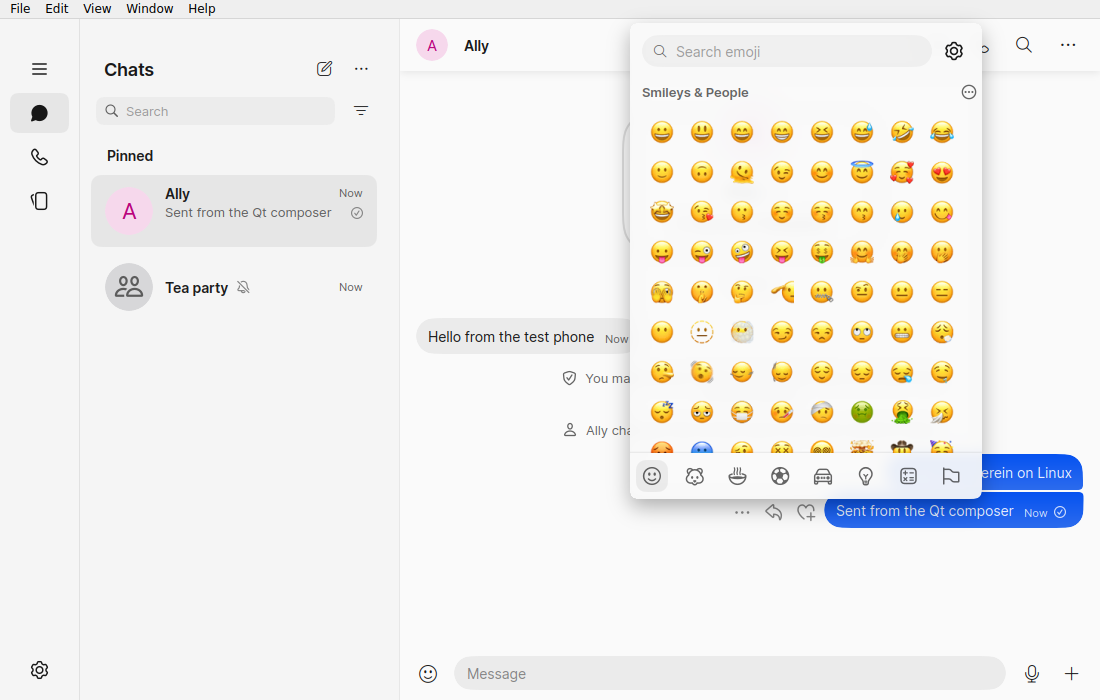 File Edit View Window Help
Chats
Search
Pinned
A
Ally
Now
Sent from the Qt composer
Tea party
Now
A
Ally
Search emoji
Smileys & People
Hello from the test phone
Now
You ma
Ally cha
erein on Linux
Sent from the Qt composer
Now
Message